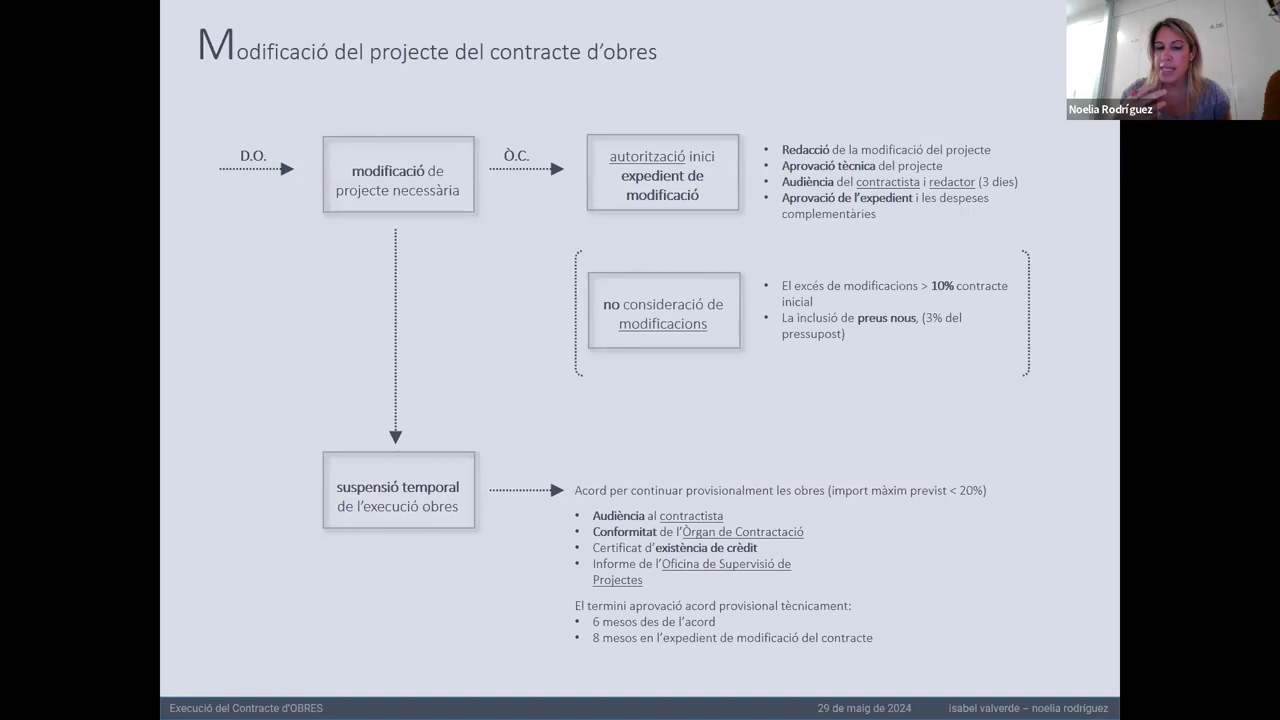 Modificació del projecte del contracte d'obres
Noelia Rodríguez
D.O.
modificació de
projecte necessària
Ò.C.
autorització inici
expedient de
modificació
• Redacció de la modificació del projecte
• Aprovació tècnica del projecte
• Audiència del contractista i redactor (3 dies)
• Aprovació de l'expedient i les despeses
complementàries
no consideració de
modificacions
• El excés de modificacions > 10% contracte
inicial
• La inclusió de preus nous, (3% del
pressupost)
suspensió temporal
de l'execució obres
Acord per continuar provisionalment les obres (import màxim previst < 20%)
• Audiència al contractista
• Conformitat de l'Òrgan de Contractació
• Certificat d'existència de crèdit
• Informe de l'Oficina de Supervisió de
Projectes
El termini aprovació acord provisional tècnicament:
• 6 mesos des de l'acord
• 8 mesos en l'expedient de modificació del contracte
Execució del Contracte d'OBRES
29 de maig de 2024
isabel valverde – noelia rodríguez